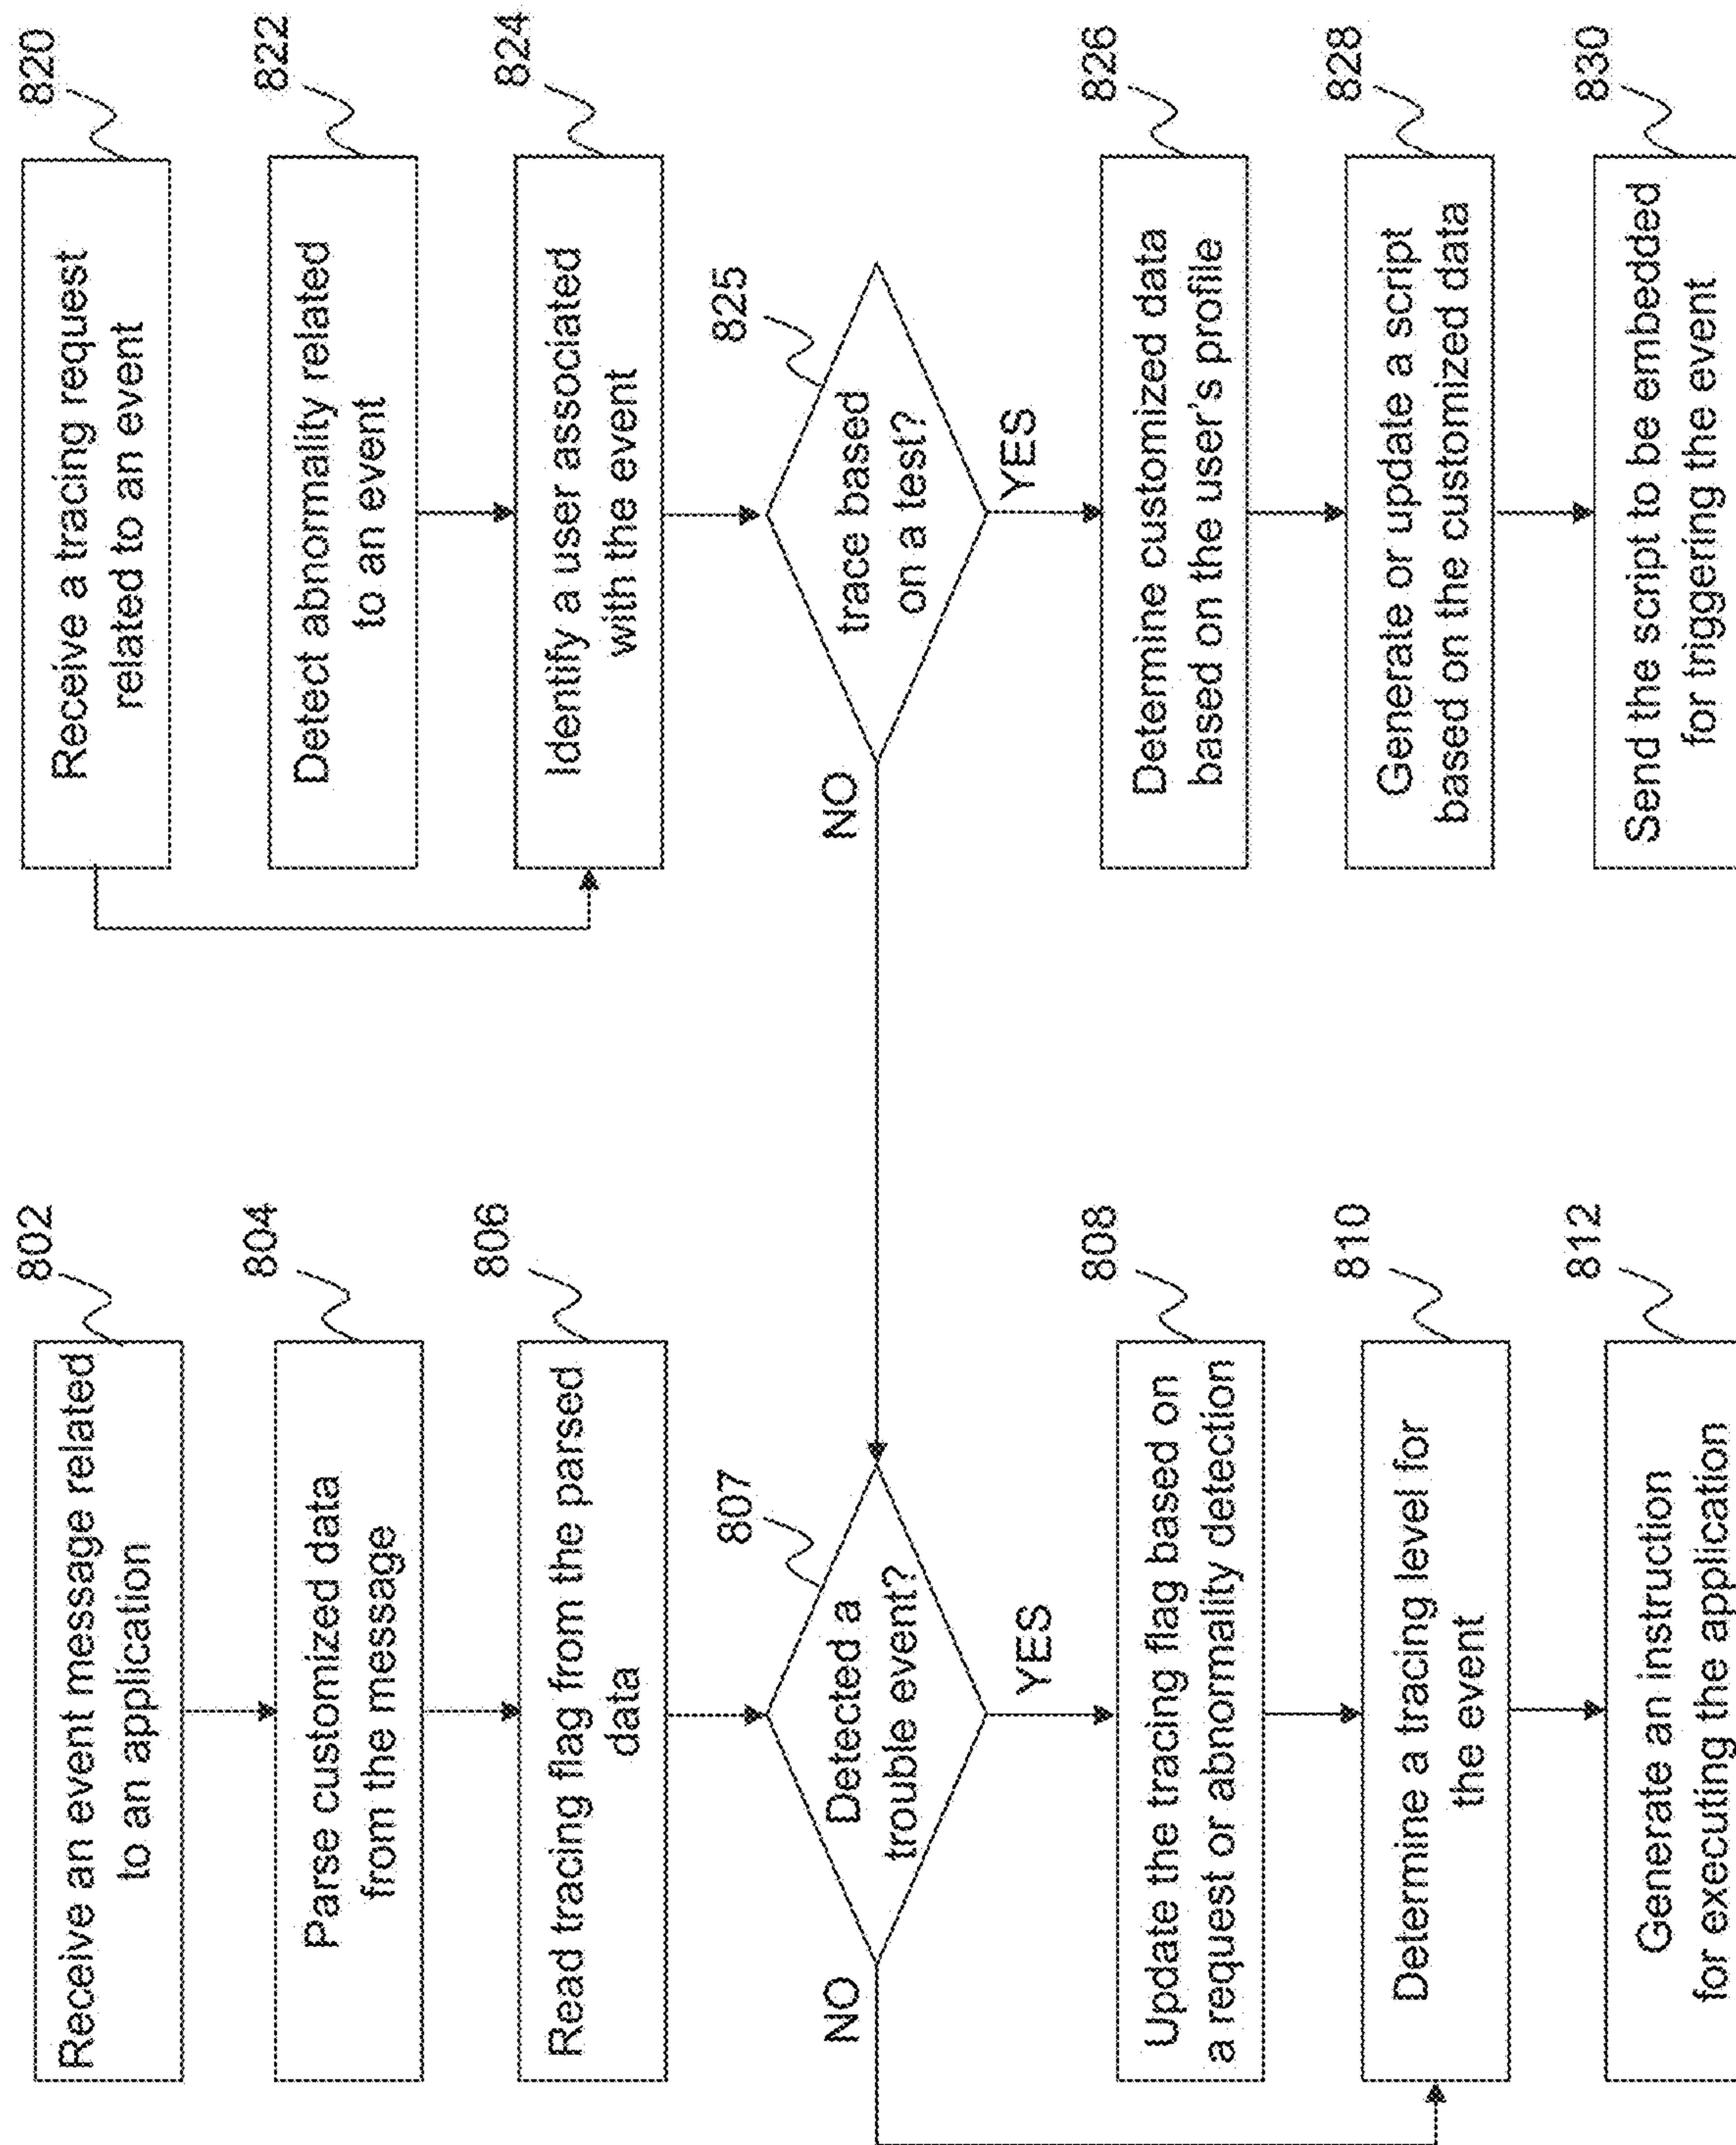 802
Receive an event message related
to an application
804
Parse customized data
from the message
806
Read tracing flag from the parsed
data
807
Detected a
trouble event?
NO
YES
808
Update the tracing flag based on
a request or abnormality detection
810
Determine a tracing level for
the event
812
Generate an instruction
for executing the application
820
Receive a tracing request
related to an event
822
Detect abnormality related
to an event
824
Identify a user associated
with the event
825
trace based
on a test?
NO
YES
826
Determine customized data
based on the user's profile
828
Generate or update a script
based on the customized data
830
Send the script to be embedded
for triggering the event